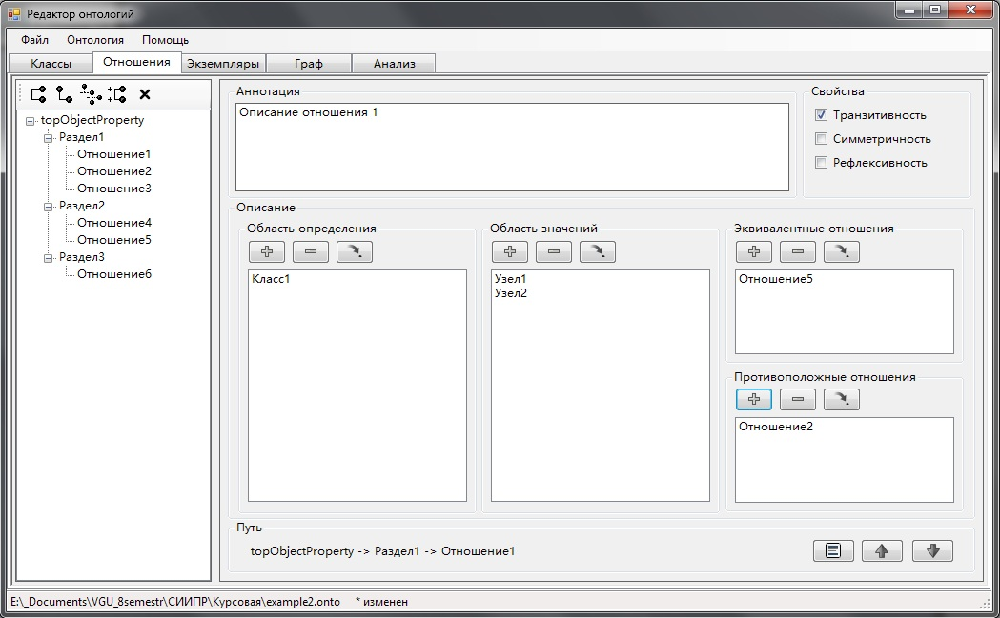 Редактор онтологий
Файл Онтология Помощь
Классы Отношения Экземпляры Граф Анализ
topObjectProperty
Раздел1
Отношение1
Отношение2
Отношение3
Раздел2
Отношение4
Отношение5
Раздел3
Отношение6
Аннотация
Описание отношения 1
Свойства
Транзитивность
Симметричность
Рефлексивность
Описание
Область определения
Класс1
Область значений
Узел1
Узел2
Эквивалентные отношения
Отношение5
Противоположные отношения
Отношение2
Путь
topObjectProperty -> Раздел1 -> Отношение1
E:\_Documents\VGU_8semestr\СИИПР\Курсовая\example2.onto * изменен